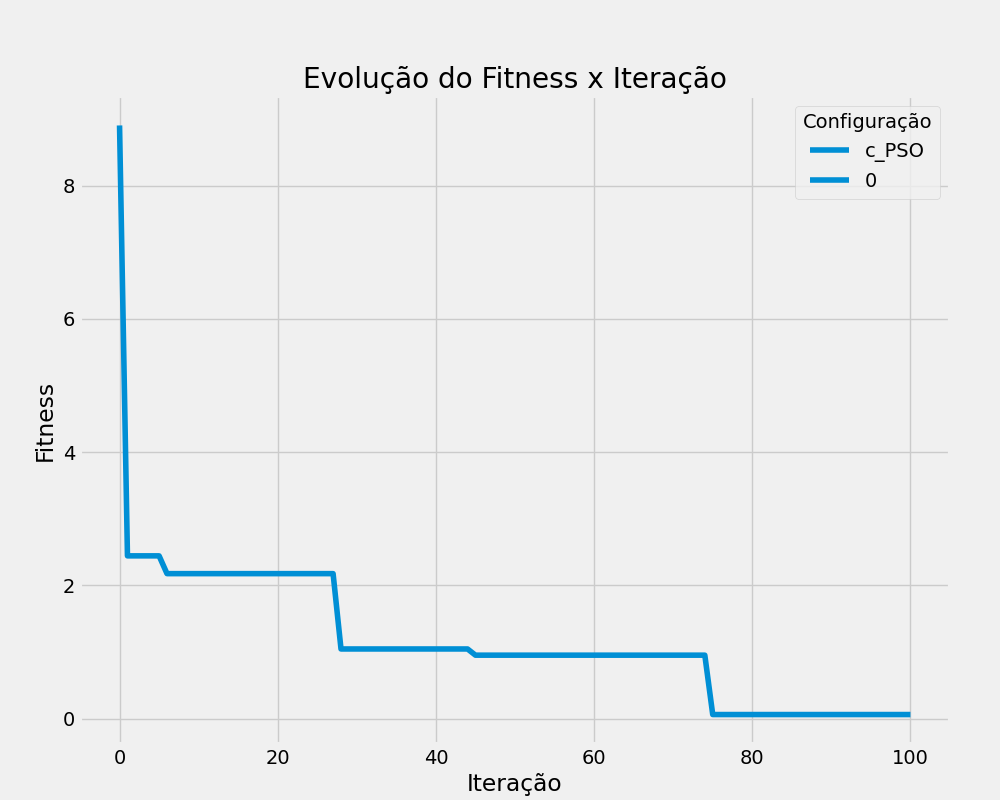 Evolução do Fitness x Iteração
Configuração
c_PSO
0
Fitness
8
6
4
2
0
0 20 40 60 80 100
Iteração